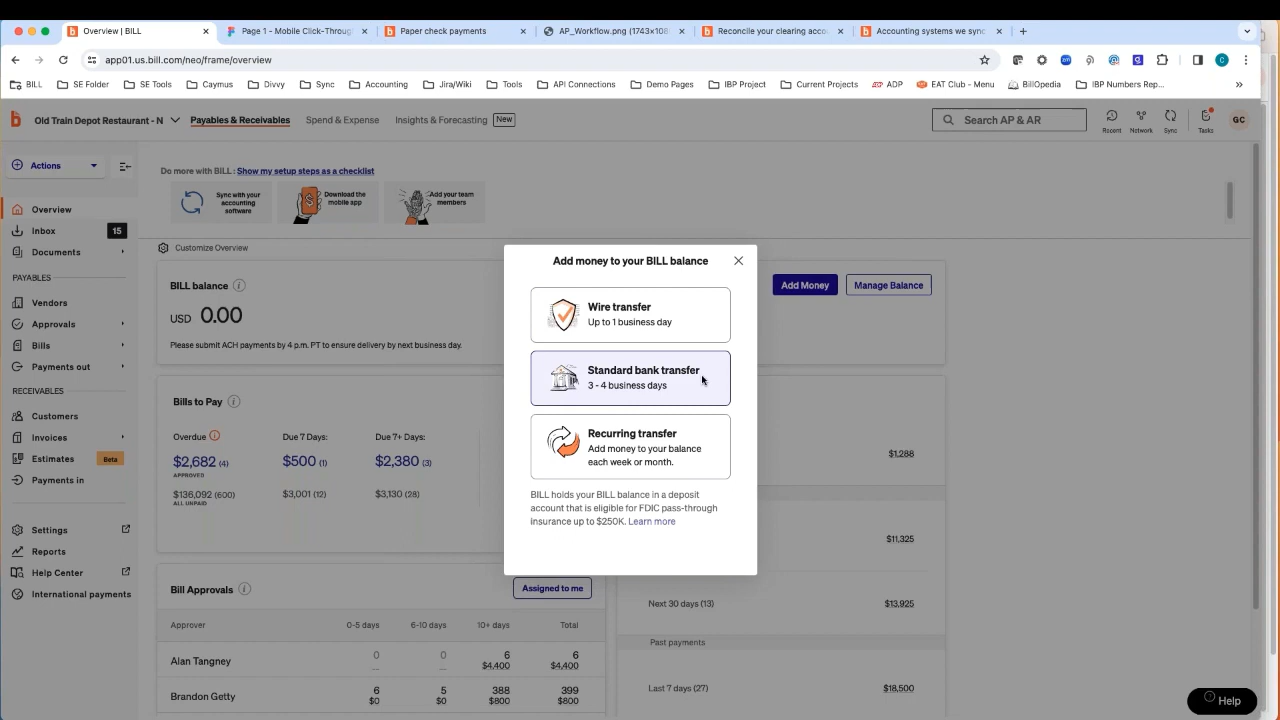 Overview | BILL
Page 1 - Mobile Click-Throug
Paper check payments
AP_Workflow.png (1743×108
Reconcile your clearing acco
Accounting systems we sync
app01.us.bill.com/neo/frame/overview
BILL
SE Folder
SE Tools
Caymus
Divvy
Sync
Accounting
Jira/Wiki
Tools
API Connections
Demo Pages
IBP Project
Current Projects
ADP
EAT Club - Menu
BillOpedia
IBP Numbers Rep...
Old Train Depot Restaurant - N
Payables & Receivables
Spend & Expense
Insights & Forecasting
New
Search AP & AR
Recent
Network
Sync
Tasks
GC
Actions
Overview
Inbox
15
Documents
PAYABLES
Vendors
Approvals
Bills
Payments out
RECEIVABLES
Customers
Invoices
Estimates
Beta
Payments in
Settings
Reports
Help Center
International payments
Do more with BILL: Show my setup steps as a checklist
Sync with your
accounting
software
Download the
mobile app
Add your team
members
Customize Overview
BILL balance
USD 0.00
Please submit ACH payments by 4 p.m. PT to ensure delivery by next business day.
Add Money
Manage Balance
Bills to Pay
Overdue
Due 7 Days:
Due 7+ Days:
$2,682 (4)
$500 (1)
$2,380 (3)
APPROVED
$136,092 (600)
$3,001 (12)
$3,130 (28)
ALL UNPAID
Bill Approvals
Assigned to me
Approver
0-5 days
6-10 days
10+ days
Total
Alan Tangney
0
0
6
6
$4,400
$4,400
Brandon Getty
6
5
388
399
$0
$0
$800
$800
Add money to your BILL balance
Wire transfer
Up to 1 business day
Standard bank transfer
3 - 4 business days
Recurring transfer
Add money to your balance
each week or month.
BILL holds your BILL balance in a deposit
account that is eligible for FDIC pass-through
insurance up to $250K. Learn more
$1,288
$11,325
Next 30 days (13)
$13,925
Past payments
Last 7 days (27)
$18,500
Help